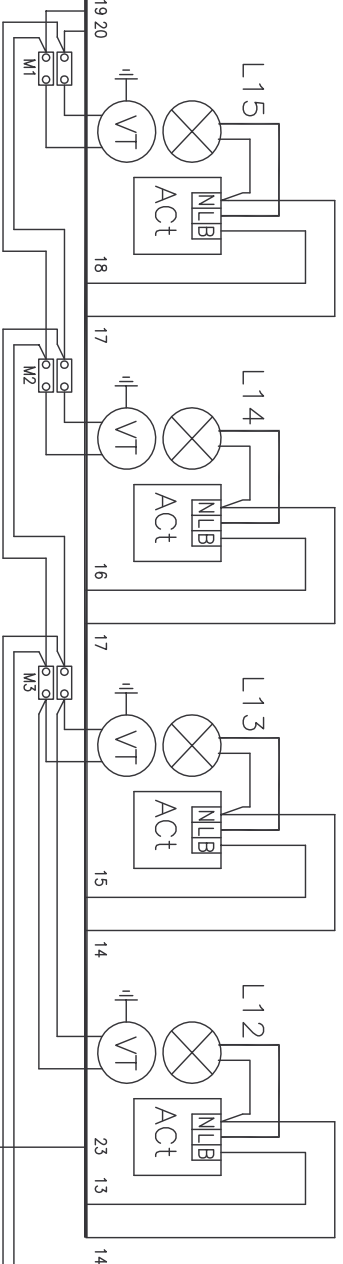 19 20
M1
L15
VT
ACt
N L B
18
17
M2
L14
VT
ACt
N L B
16
17
M3
L13
VT
ACt
N L B
15
14
L12
VT
ACt
N L B
23
13
14